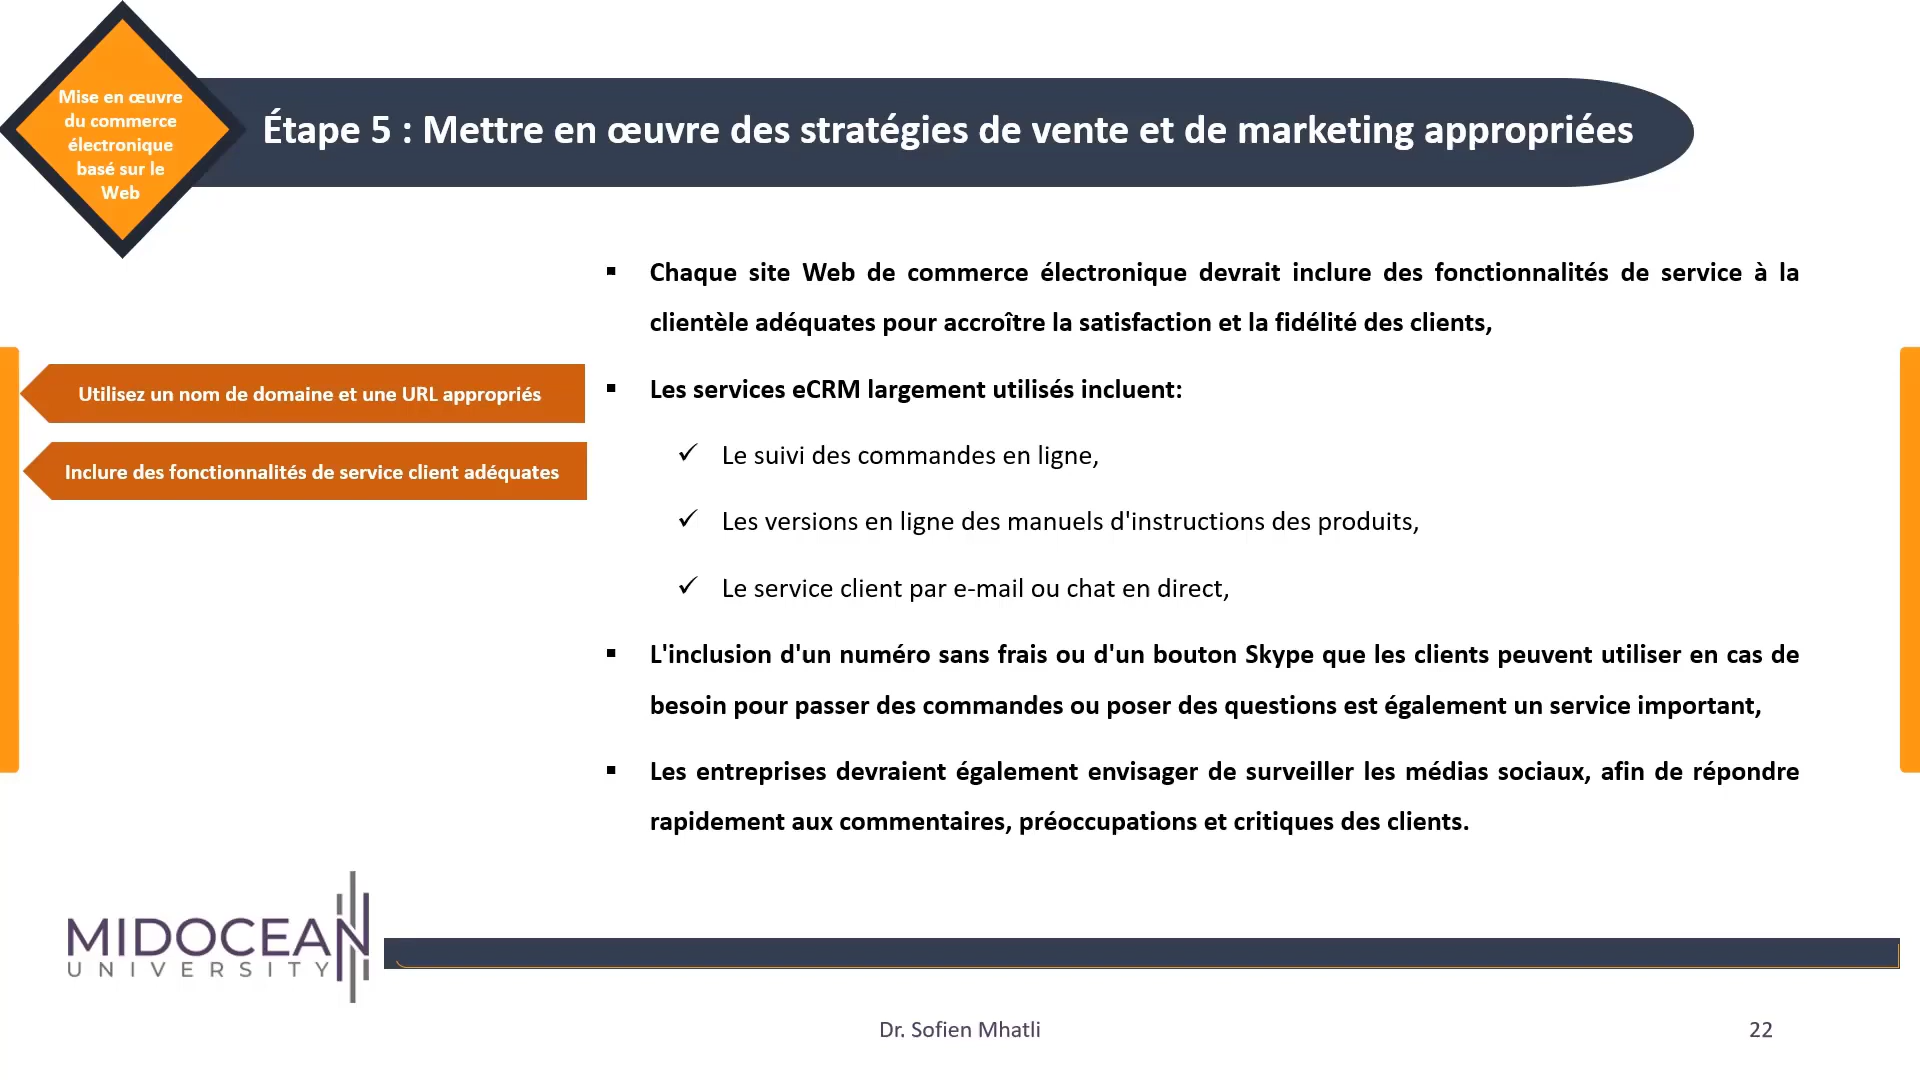 Mise en œuvre
du commerce
électronique
basé sur le
Web
Étape 5 : Mettre en œuvre des stratégies de vente et de marketing appropriées
Utilisez un nom de domaine et une URL appropriés
Inclure des fonctionnalités de service client adéquates
▪ Chaque site Web de commerce électronique devrait inclure des fonctionnalités de service à la
clientèle adéquates pour accroître la satisfaction et la fidélité des clients,
▪ Les services eCRM largement utilisés incluent:
✓ Le suivi des commandes en ligne,
✓ Les versions en ligne des manuels d'instructions des produits,
✓ Le service client par e-mail ou chat en direct,
▪ L'inclusion d'un numéro sans frais ou d'un bouton Skype que les clients peuvent utiliser en cas de
besoin pour passer des commandes ou poser des questions est également un service important,
▪ Les entreprises devraient également envisager de surveiller les médias sociaux, afin de répondre
rapidement aux commentaires, préoccupations et critiques des clients.
MIDOCEAN
UNIVERSITY
Dr. Sofien Mhatli
22